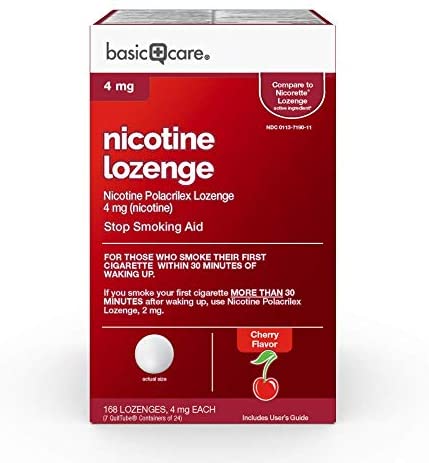 basic care®
4 mg
Compare to
Nicorette®
Lozenge
active ingredient*
NDC 0113-7190-11
nicotine
lozenge
Nicotine Polacrilex Lozenge
4 mg (nicotine)
Stop Smoking Aid
FOR THOSE WHO SMOKE THEIR FIRST
CIGARETTE WITHIN 30 MINUTES OF
WAKING UP.
If you smoke your first cigarette MORE THAN 30
MINUTES after waking up, use Nicotine Polacrilex
Lozenge, 2 mg.
actual size
Cherry
Flavor
168 LOZENGES, 4 mg EACH
(7 QuitTube® Containers of 24)
Includes User's Guide